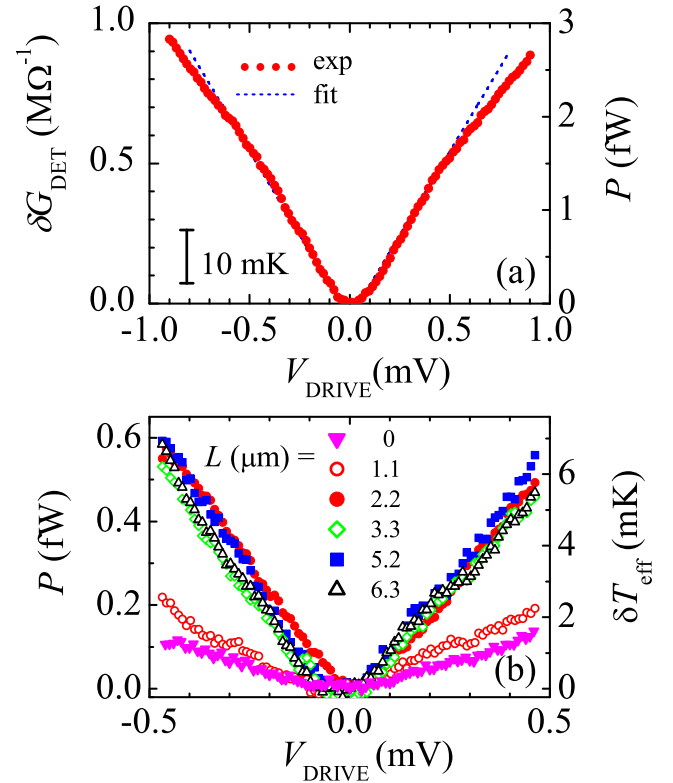 1.0
0.5
0.0
δG_DET (MΩ⁻¹)
exp
fit
10 mK
(a)
3
2
1
0
P (fW)
-1.0 -0.5 0.0 0.5 1.0
V_DRIVE (mV)
0.6
0.4
0.2
0.0
P (fW)
L (μm) =
0
1.1
2.2
3.3
5.2
6.3
(b)
6
4
2
0
δT_eff (mK)
-0.5 0.0 0.5
V_DRIVE (mV)